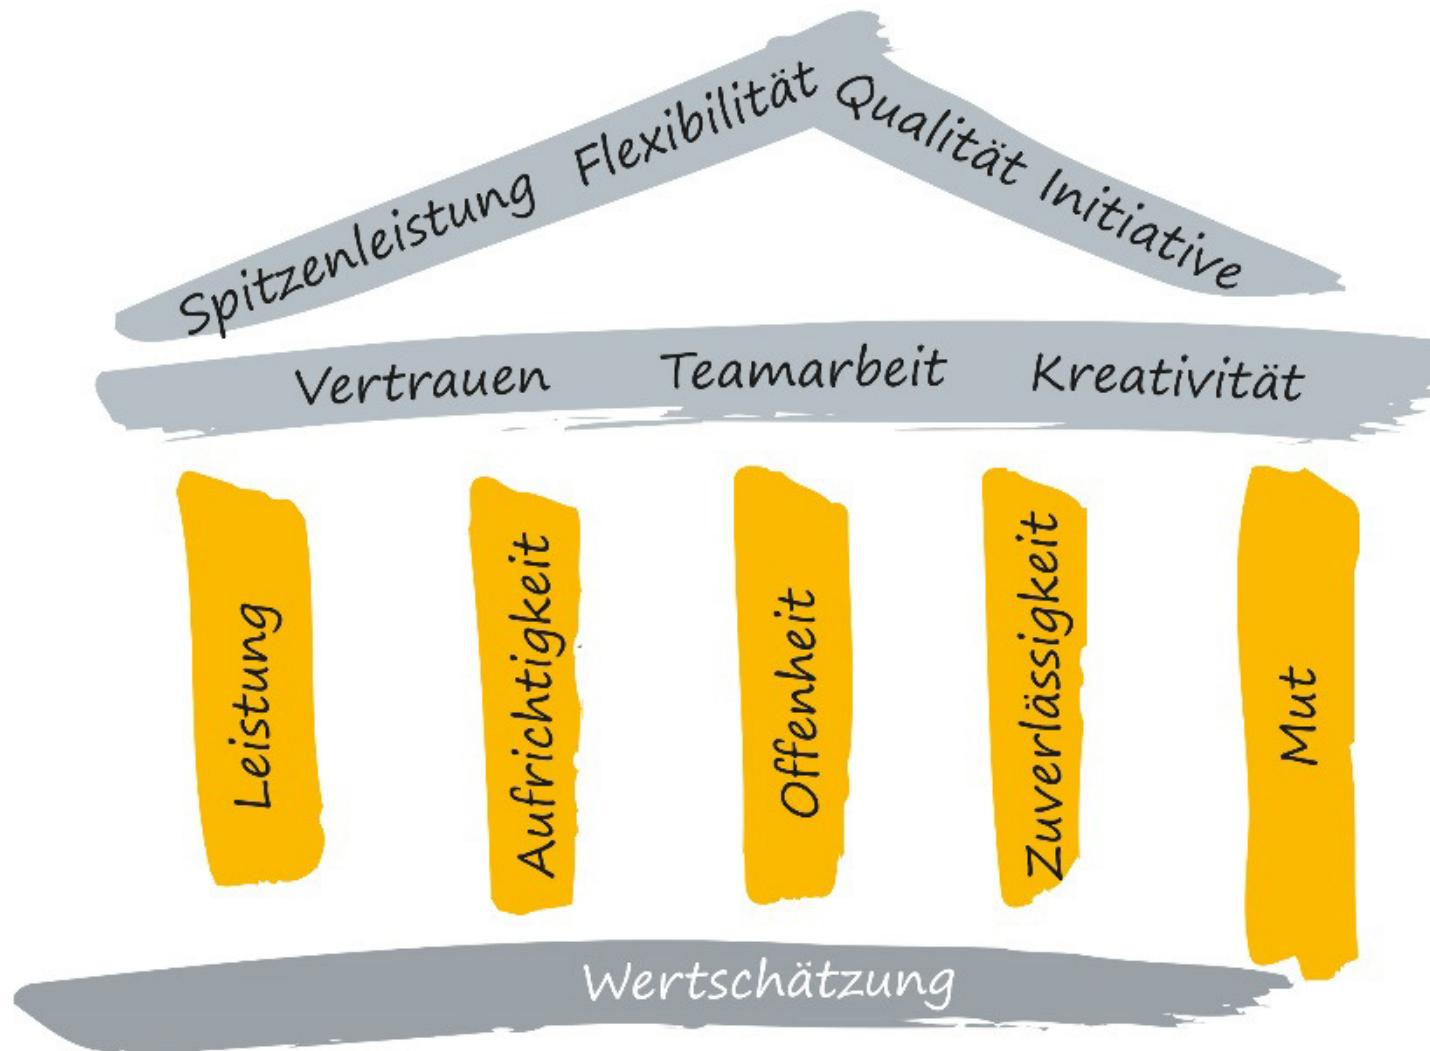 Spitzenleistung Flexibilität Qualität Initiative
Vertrauen Teamarbeit Kreativität
Leistung
Aufrichtigkeit
Offenheit
Zuverlässigkeit
Mut
Wertschätzung